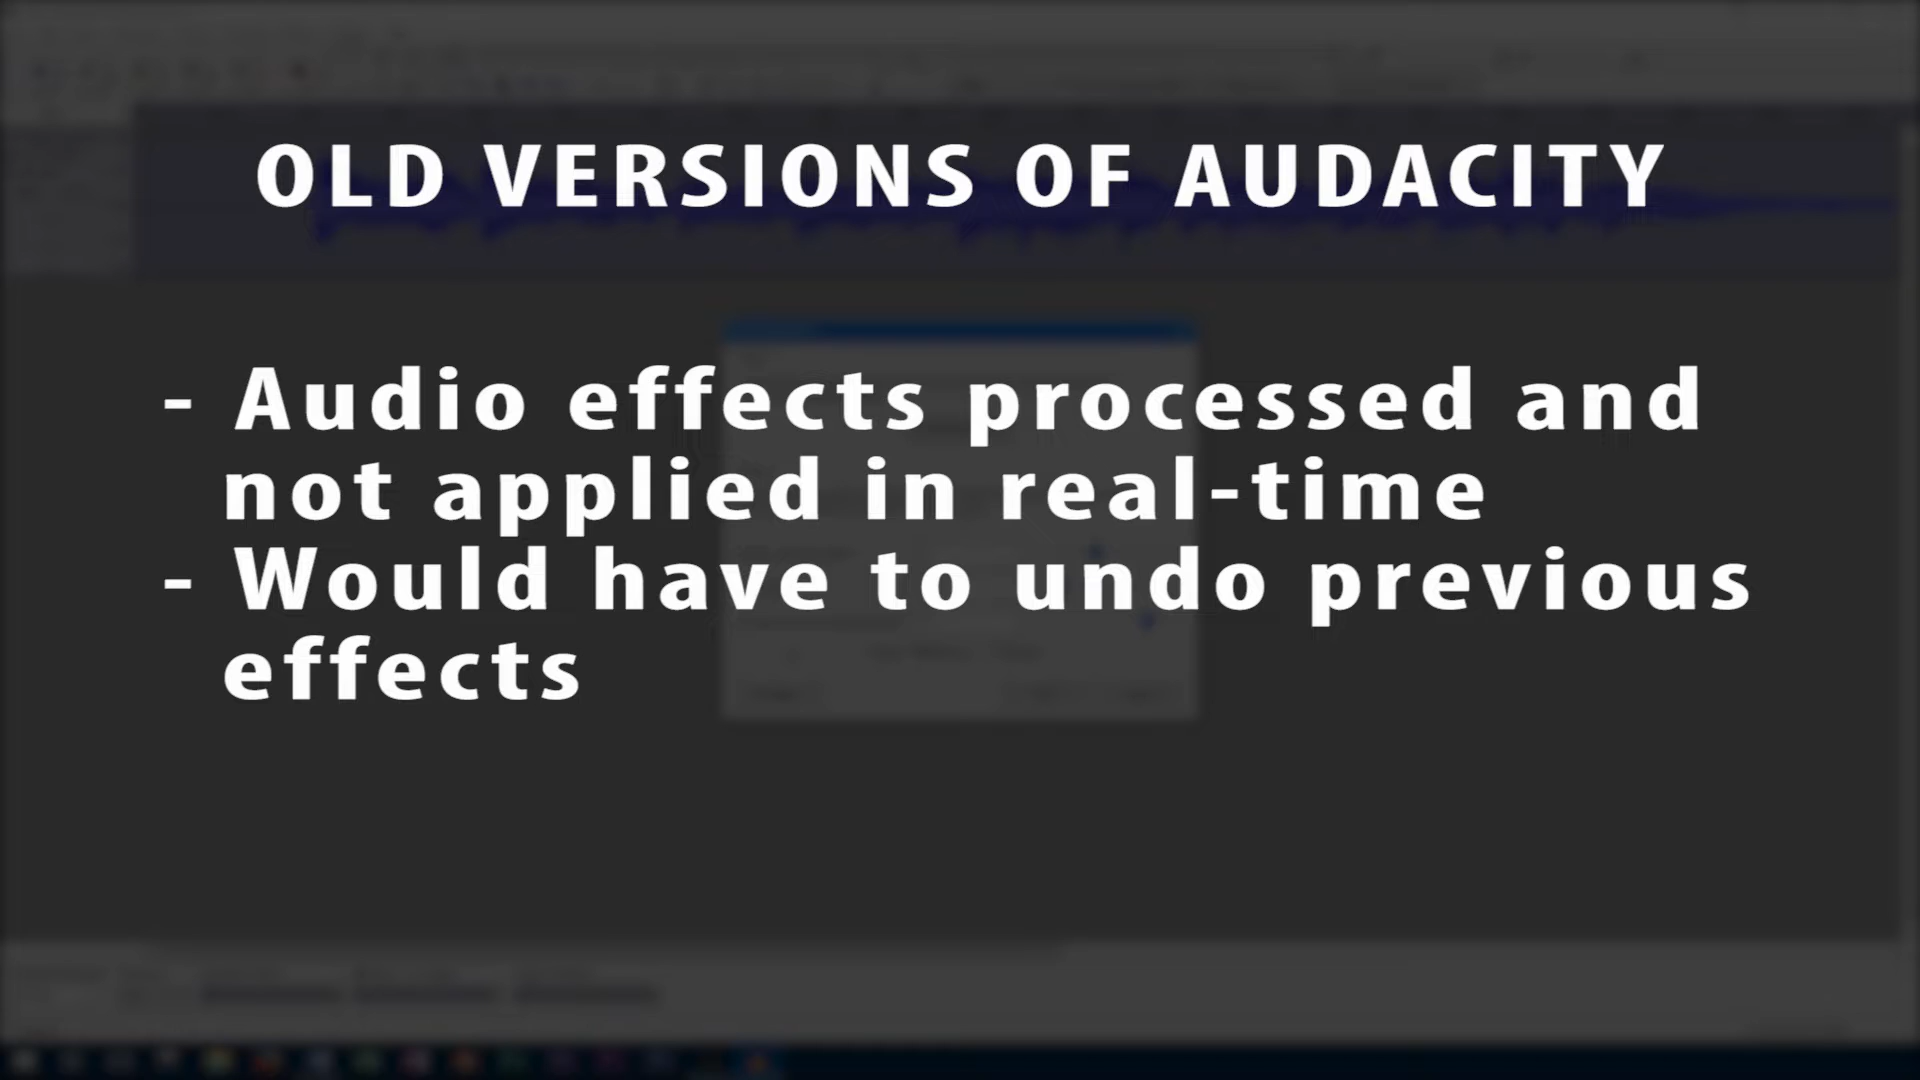 OLD VERSIONS OF AUDACITY
- Audio effects processed and
not applied in real-time
- Would have to undo previous
effects